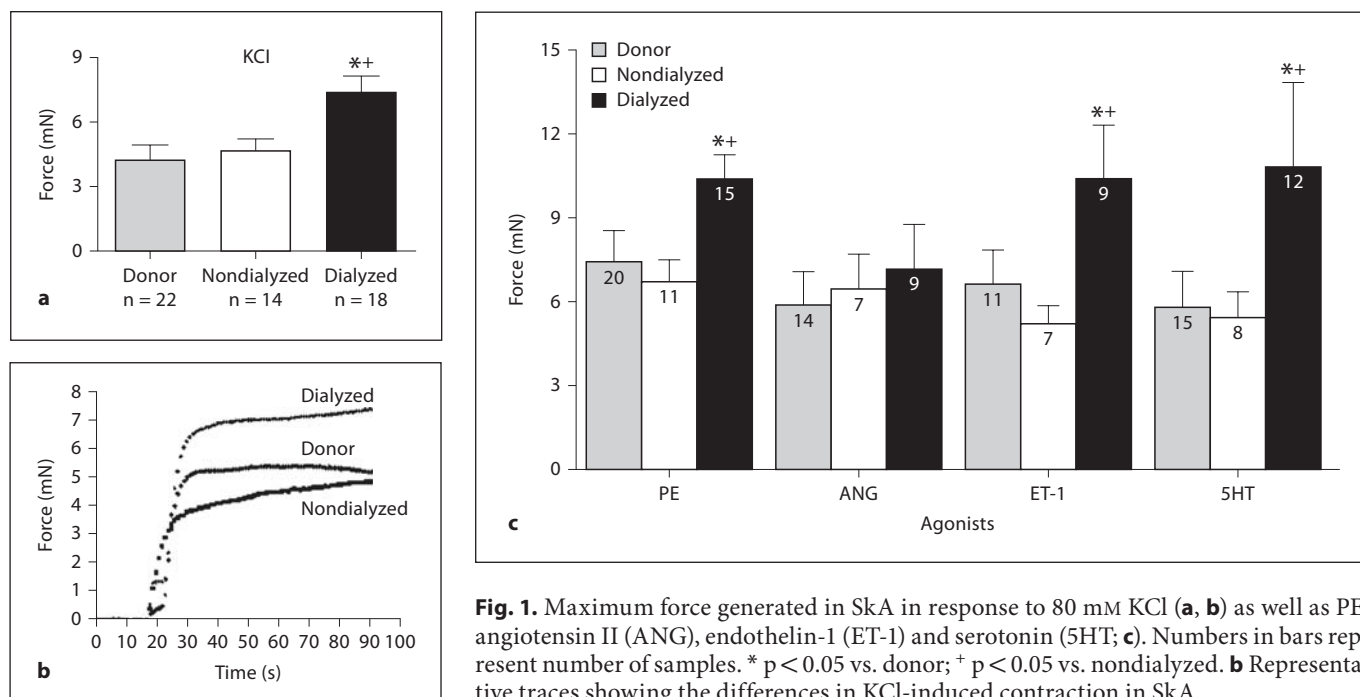 9
6
3
0
Force (mN)
KCl
*+
Donor
n = 22
Nondialyzed
n = 14
Dialyzed
n = 18
a
8
7
6
5
4
3
2
1
0
Force (mN)
Dialyzed
Donor
Nondialyzed
0 10 20 30 40 50 60 70 80 90 100
Time (s)
b
15
12
9
6
3
0
Force (mN)
Donor
Nondialyzed
Dialyzed
*+
*+
*+
20
11
15
14
7
9
11
7
9
15
8
12
PE ANG ET-1 5HT
Agonists
c
Fig. 1. Maximum force generated in SkA in response to 80 mM KCl (a, b) as well as PE
angiotensin II (ANG), endothelin-1 (ET-1) and serotonin (5HT; c). Numbers in bars rep
resent number of samples. * p < 0.05 vs. donor; + p < 0.05 vs. nondialyzed. b Representa
tive traces showing the differences in KCl-induced contraction in SkA